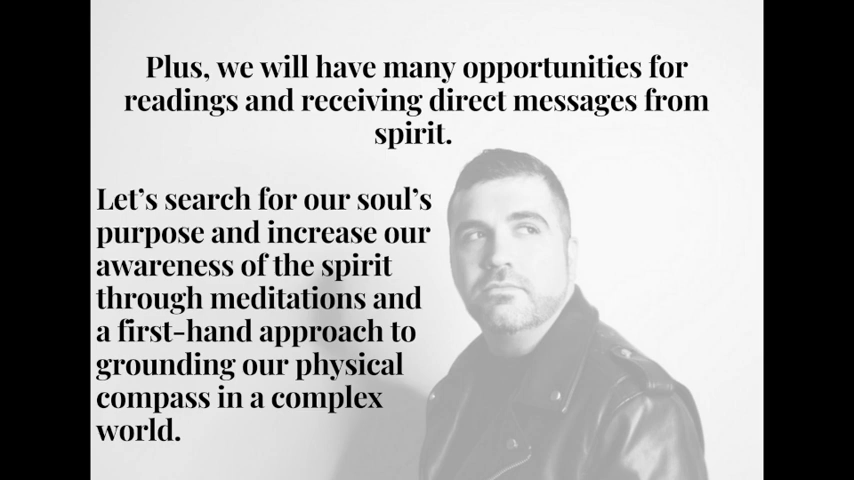 Plus, we will have many opportunities for
readings and receiving direct messages from
spirit.
Let’s search for our soul’s
purpose and increase our
awareness of the spirit
through meditations and
a first-hand approach to
grounding our physical
compass in a complex
world.